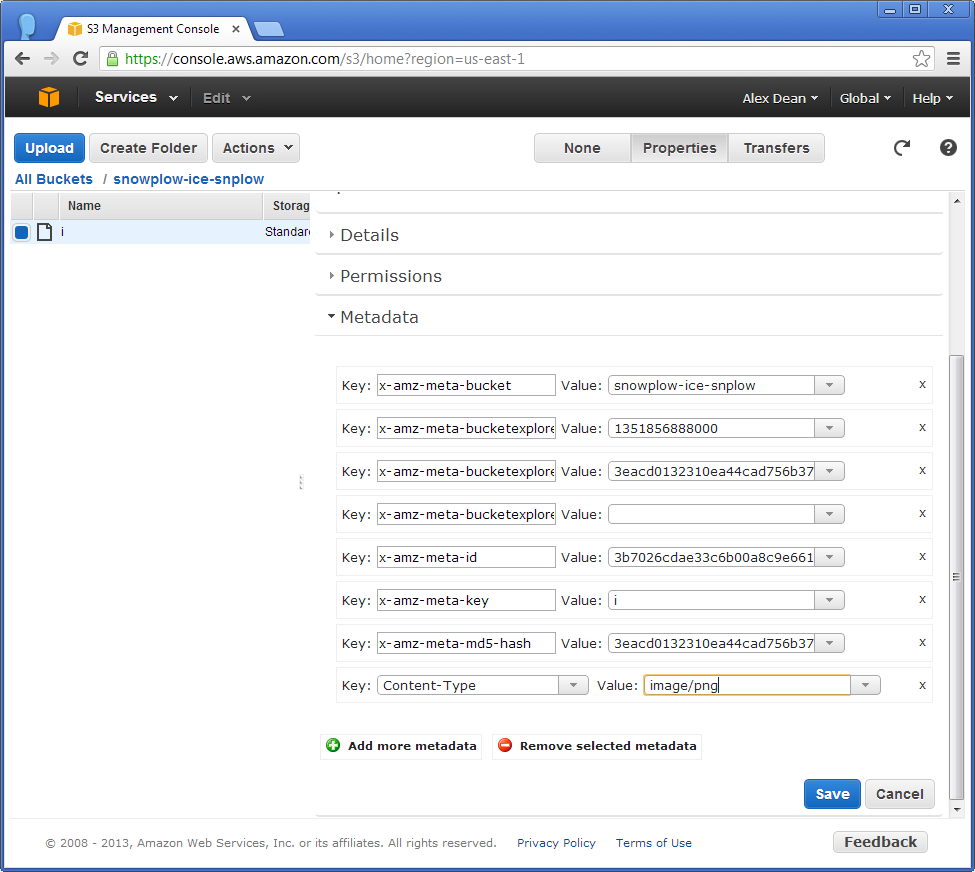 S3 Management Console
https://console.aws.amazon.com/s3/home?region=us-east-1
Services Edit Alex Dean Global Help
Upload Create Folder Actions None Properties Transfers
All Buckets / snowplow-ice-snplow
Name Storag
i Standard
Details
Permissions
Metadata
Key: x-amz-meta-bucket Value: snowplow-ice-snplow x
Key: x-amz-meta-bucketexplore Value: 1351856888000 x
Key: x-amz-meta-bucketexplore Value: 3eacd0132310ea44cad756b37 x
Key: x-amz-meta-bucketexplore Value: x
Key: x-amz-meta-id Value: 3b7026cdae33c6b00a8c9e661 x
Key: x-amz-meta-key Value: i x
Key: x-amz-meta-md5-hash Value: 3eacd0132310ea44cad756b37 x
Key: Content-Type Value: image/png x
Add more metadata Remove selected metadata
Save Cancel
© 2008 - 2013, Amazon Web Services, Inc. or its affiliates. All rights reserved. Privacy Policy Terms of Use Feedback